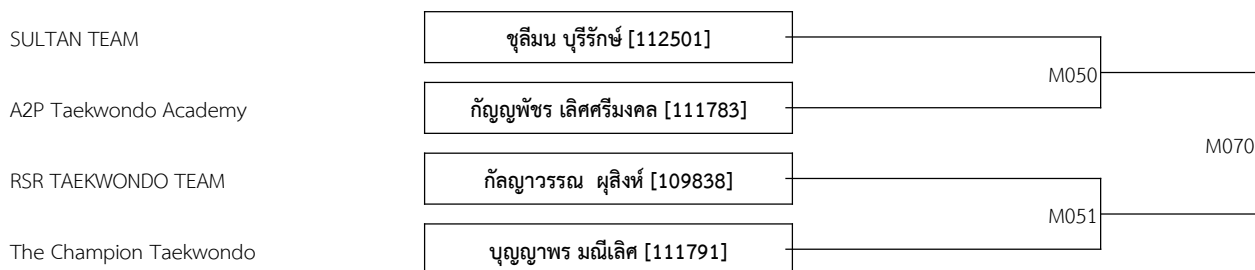 SULTAN TEAM
ชุลีมน บุรีรักษ์ [112501]
M050
A2P Taekwondo Academy
กัญญพัชร เลิศศรีมงคล [111783]
M070
RSR TAEKWONDO TEAM
กัลญาวรรณ ผุสิงห์ [109838]
M051
The Champion Taekwondo
บุญญาพร มณีเลิศ [111791]